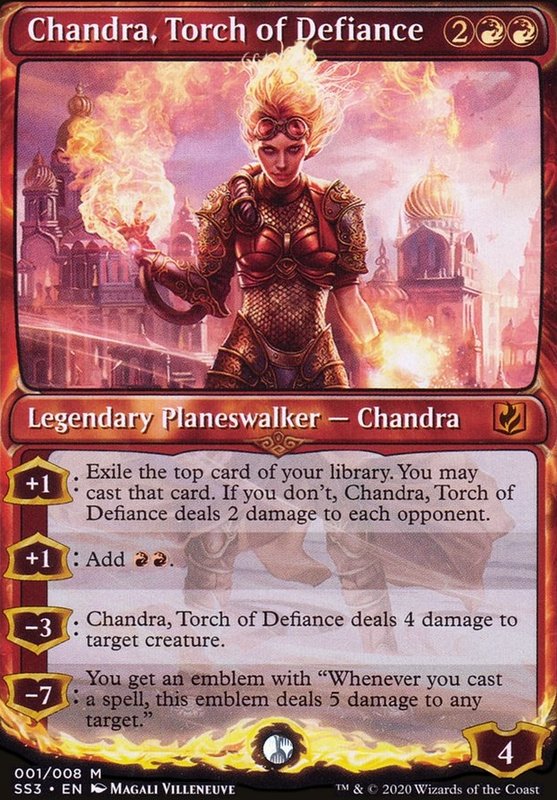 Chandra, Torch of Defiance 2
Legendary Planeswalker — Chandra
+1 : Exile the top card of your library. You may
cast that card. If you don't, Chandra, Torch of
Defiance deals 2 damage to each opponent.
+1 : Add .
−3 : Chandra, Torch of Defiance deals 4 damage to
target creature.
−7 : You get an emblem with “Whenever you cast
a spell, this emblem deals 5 damage to any
target.”
4
001/008 M
SS3 • EN Magali Villeneuve
™ & © 2020 Wizards of the Coast